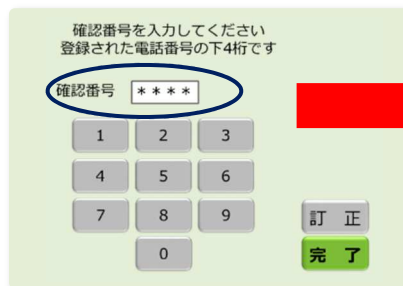 確認番号を入力してください
登録された電話番号の下4桁です
確認番号 ****
1 2 3
4 5 6
7 8 9
訂 正
0
完 了